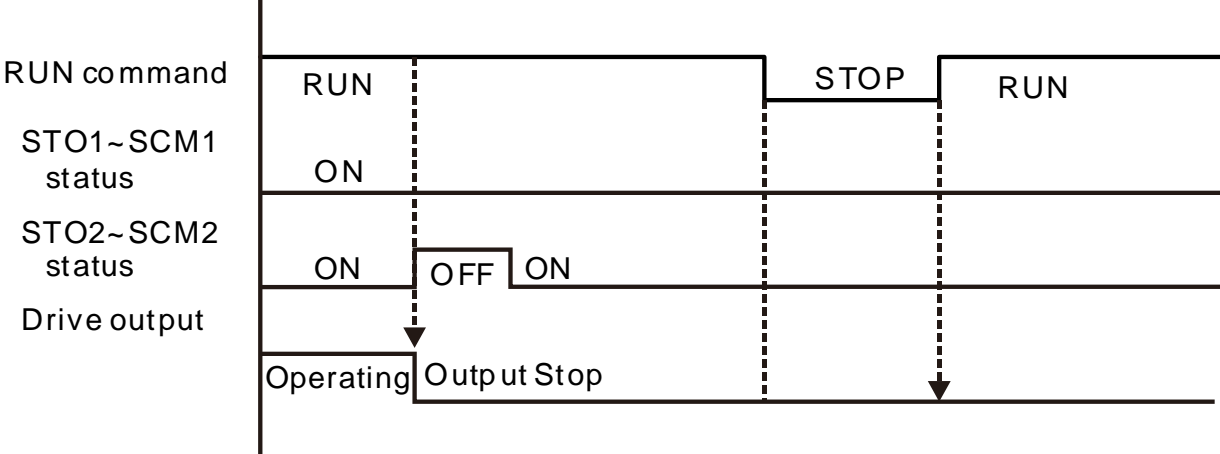 RUN command
RUN
STOP
RUN
STO1~SCM1
status
ON
STO2~SCM2
status
ON
OFF
ON
Drive output
Operating
Output Stop